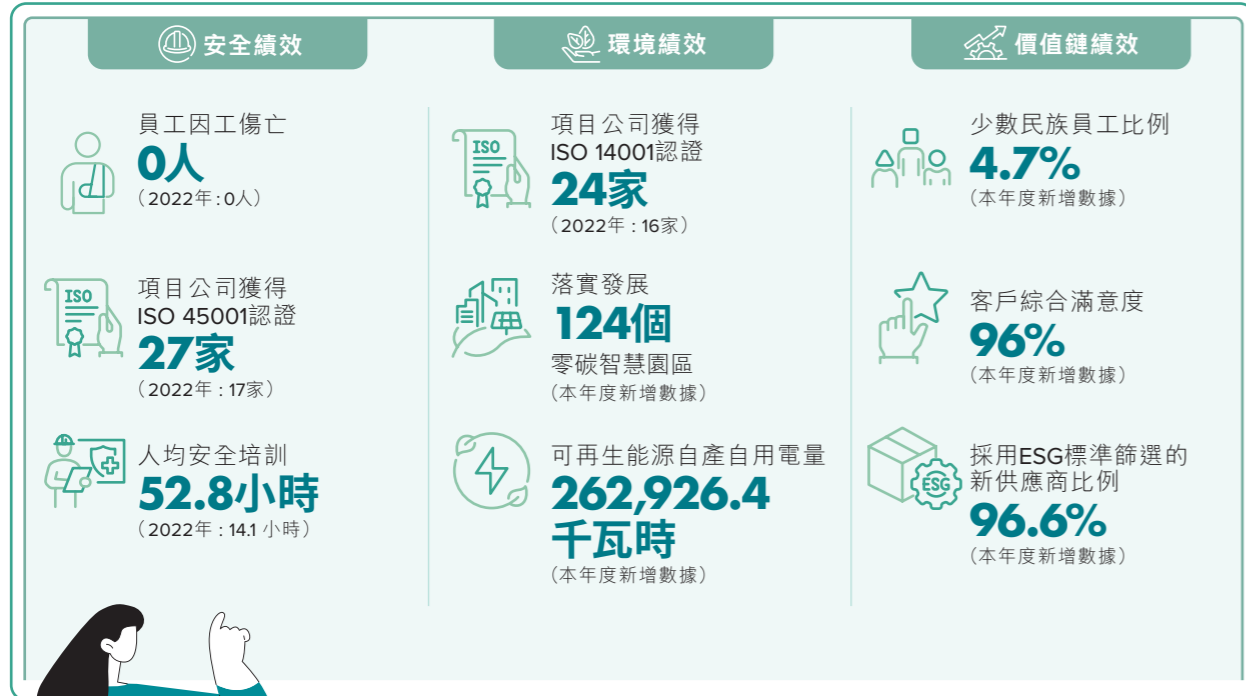 安全績效
員工因工傷亡
0人
（2022年：0人）
ISO
項目公司獲得
ISO 45001認證
27家
（2022年：17家）
人均安全培訓
52.8小時
（2022年：14.1 小時）
環境績效
ISO
項目公司獲得
ISO 14001認證
24家
（2022年：16家）
落實發展
124個
零碳智慧園區
(本年度新增數據)
可再生能源自產自用電量
262,926.4
千瓦時
(本年度新增數據)
價值鏈績效
少數民族員工比例
4.7%
(本年度新增數據)
客戶綜合滿意度
96%
(本年度新增數據)
ESG
採用ESG標準篩選的
新供應商比例
96.6%
(本年度新增數據)